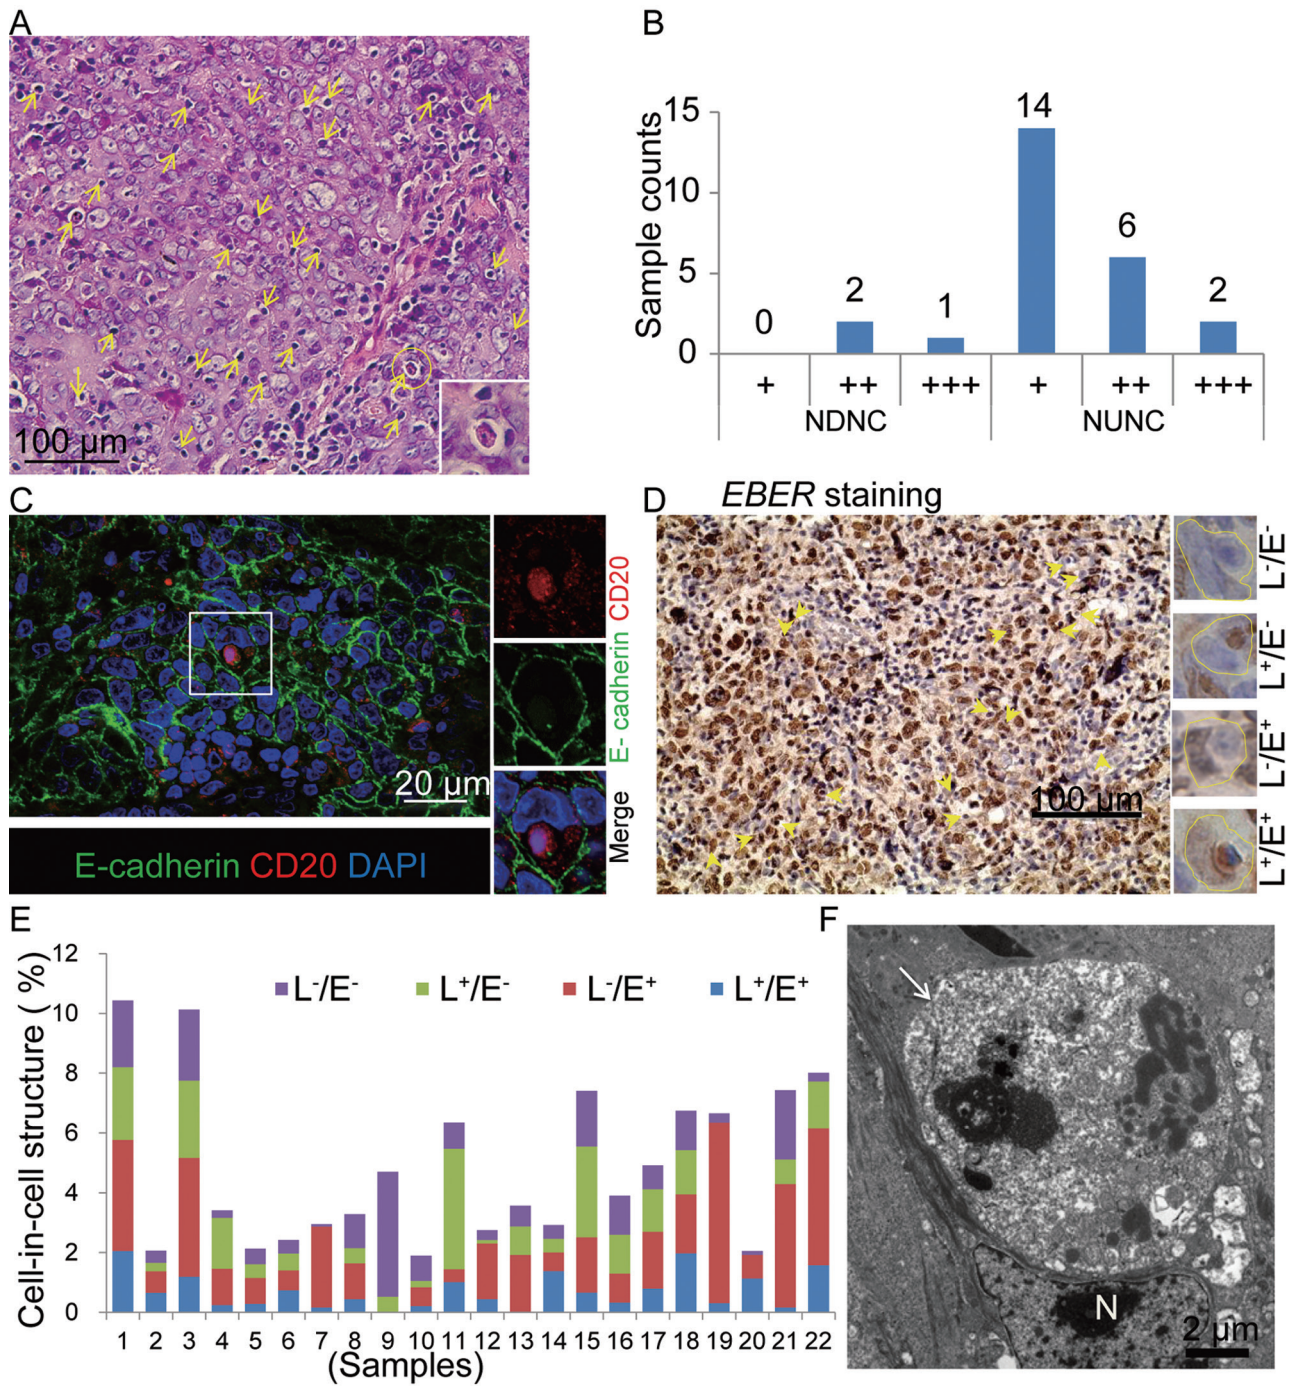 A
100 μm
B
Sample counts
15
10
5
0
0
2
1
14
6
2
+
++
+++
+
++
+++
NDNC
NUNC
C
20 μm
E-cadherin CD20 DAPI
E- cadherin CD20
Merge
D
EBER staining
100 μm
L⁻/E⁻
L⁺/E⁻
L⁻/E⁺
L⁺/E⁺
E
Cell-in-cell structure ( %)
12
10
8
6
4
2
0
L⁻/E⁻
L⁺/E⁻
L⁻/E⁺
L⁺/E⁺
1 2 3 4 5 6 7 8 9 10 11 12 13 14 15 16 17 18 19 20 21 22
(Samples)
F
N
2 μm